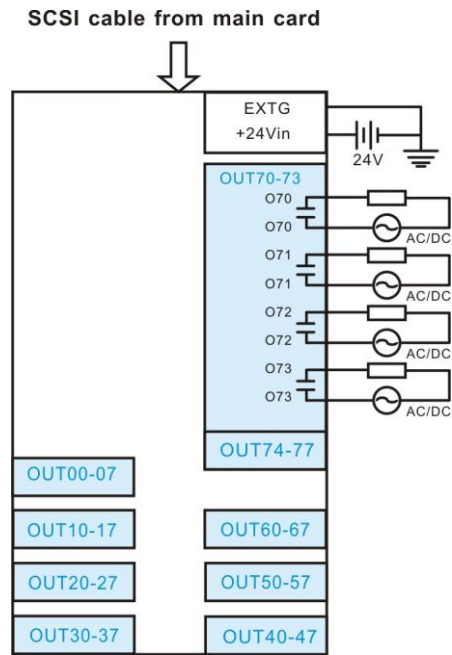 SCSI cable from main card
EXTG
+24Vin
24V
OUT70-73
O70
O70
AC/DC
O71
O71
AC/DC
O72
O72
AC/DC
O73
O73
AC/DC
OUT74-77
OUT00-07
OUT10-17
OUT60-67
OUT20-27
OUT50-57
OUT30-37
OUT40-47